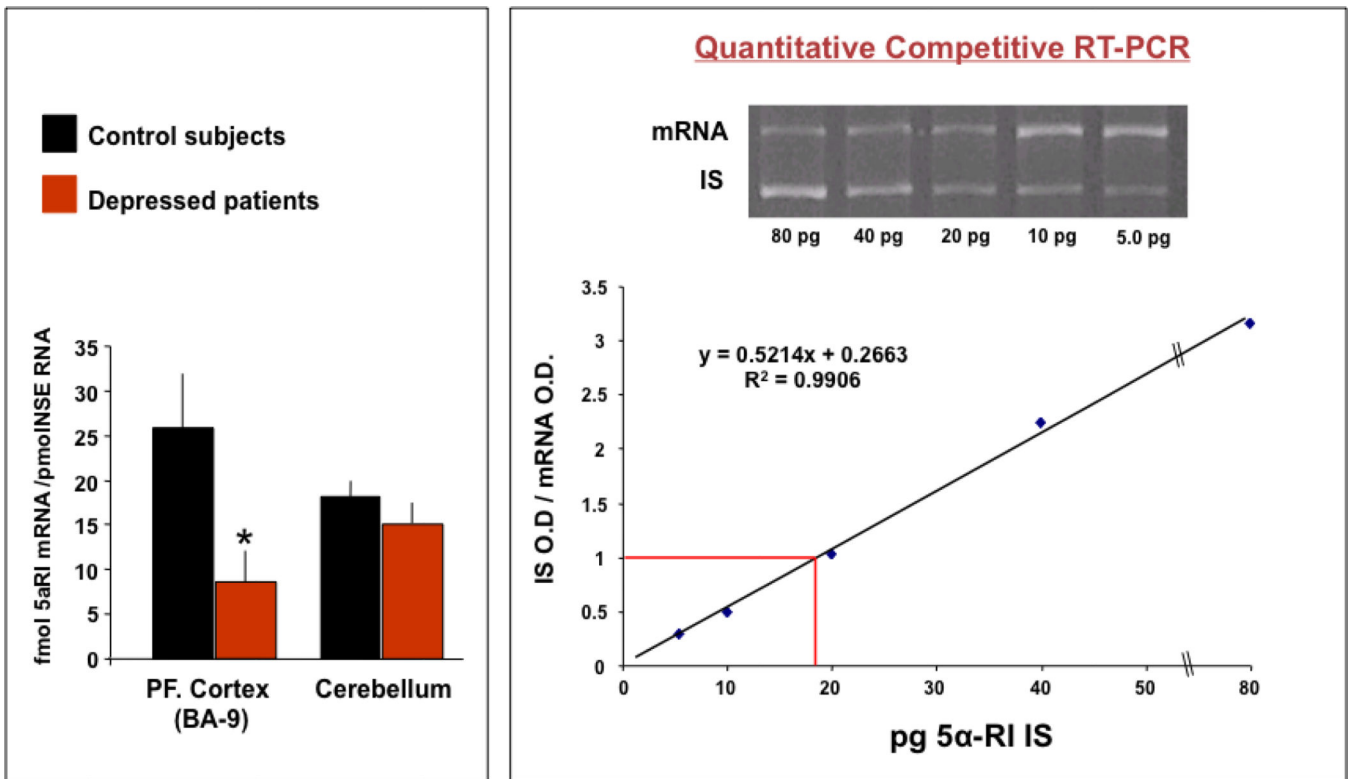 Control subjects
Depressed patients
fmol 5aRI mRNA /pmolNSE RNA
35
30
25
20
15
10
5
0
*
PF. Cortex
(BA-9)
Cerebellum
Quantitative Competitive RT-PCR
mRNA
IS
80 pg 40 pg 20 pg 10 pg 5.0 pg
IS O.D / mRNA O.D.
3.5
3
2.5
2
1.5
1
0.5
0
y = 0.5214x + 0.2663
R² = 0.9906
0 10 20 30 40 50 80
pg 5α-RI IS